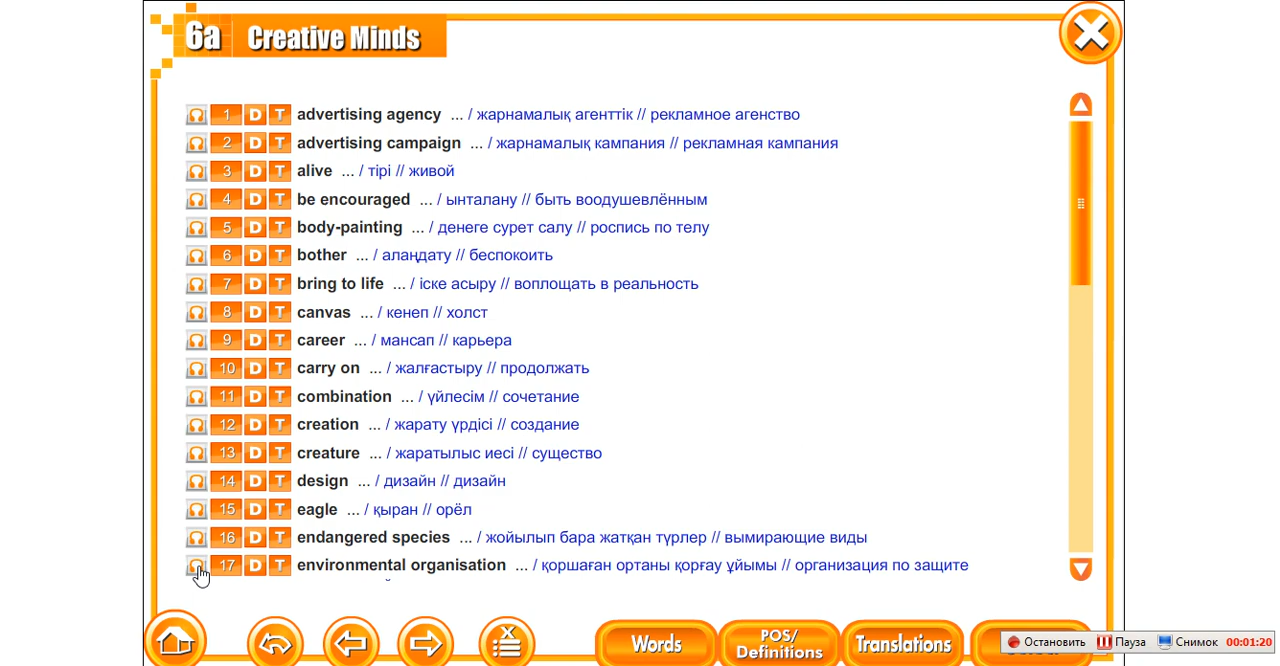 6a Creative Minds
1 D T advertising agency ... / жарнамалық агенттік // рекламное агенство
2 D T advertising campaign ... / жарнамалық кампания // рекламная кампания
3 D T alive ... / тірі // живой
4 D T be encouraged ... / ынталану // быть воодушевлённым
5 D T body-painting ... / денеге сурет салу // роспись по телу
6 D T bother ... / алаңдату // беспокоить
7 D T bring to life ... / іске асыру // воплощать в реальность
8 D T canvas ... / кенеп // холст
9 D T career ... / мансап // карьера
10 D T carry on ... / жалғастыру // продолжать
11 D T combination ... / үйлесім // сочетание
12 D T creation ... / жарату үрдісі // создание
13 D T creature ... / жаратылыс иесі // существо
14 D T design ... / дизайн // дизайн
15 D T eagle ... / қыран // орёл
16 D T endangered species ... / жойылып бара жатқан түрлер // вымирающие виды
17 D T environmental organisation ... / қоршаған ортаны қорғау ұйымы // организация по защите
Words POS/ Definitions Translations
Остановить Пауза Снимок 00:01:20